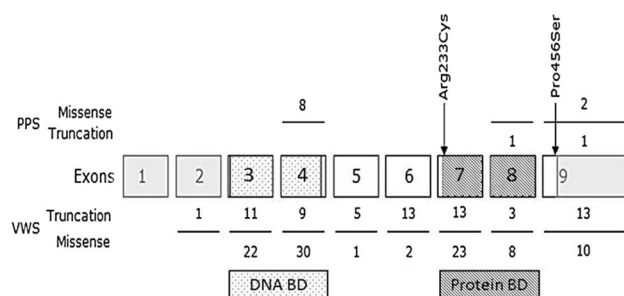 Arg233Cys
Pro456Ser
PPS
Missense 8 2
Truncation 1 1
Exons 1 2 3 4 5 6 7 8 9
VWS
Truncation 1 11 9 5 13 13 3 13
Missense 22 30 1 2 23 8 10
DNA BD Protein BD